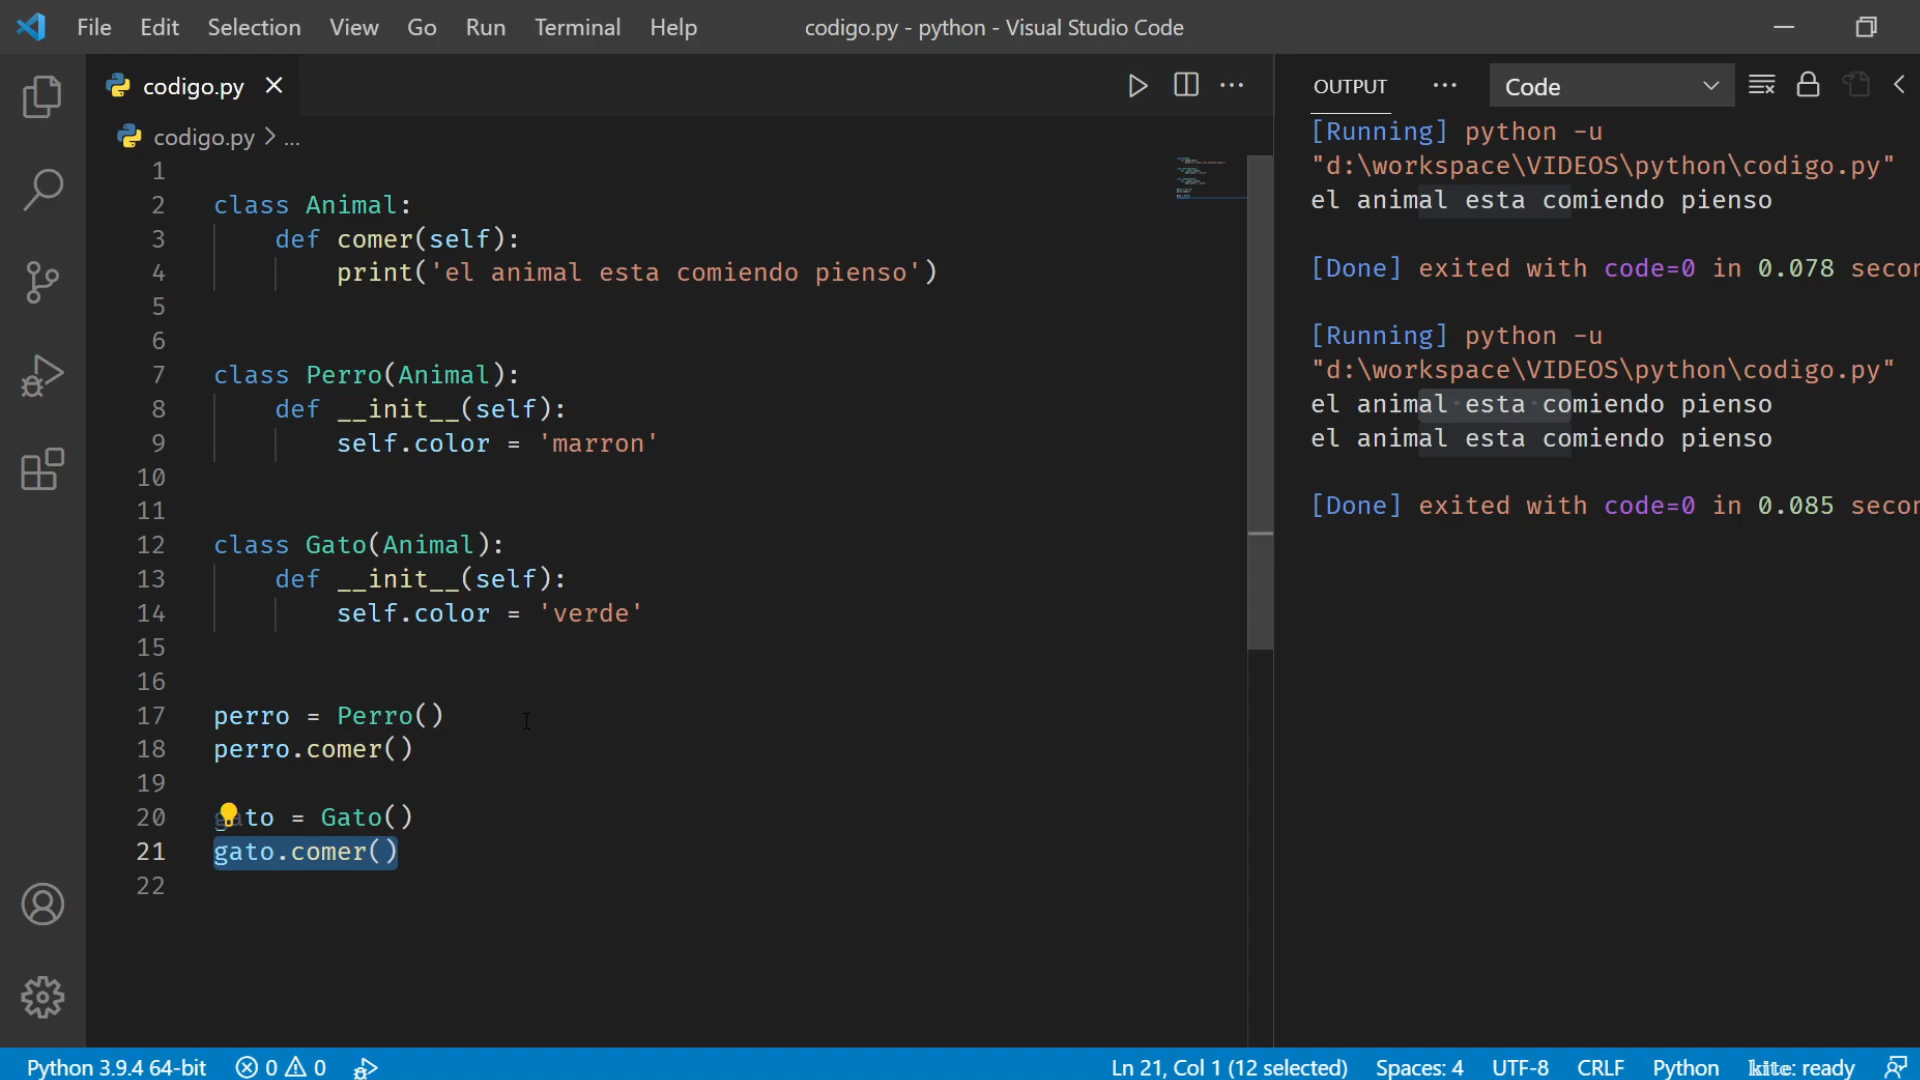 File Edit Selection View Go Run Terminal Help codigo.py - python - Visual Studio Code
codigo.py
codigo.py > ...
1
2 class Animal:
3 def comer(self):
4 print('el animal esta comiendo pienso')
5
6
7 class Perro(Animal):
8 def __init__(self):
9 self.color = 'marron'
10
11
12 class Gato(Animal):
13 def __init__(self):
14 self.color = 'verde'
15
16
17 perro = Perro()
18 perro.comer()
19
20 gato = Gato()
21 gato.comer()
22
OUTPUT ... Code
[Running] python -u
"d:\workspace\VIDEOS\python\codigo.py"
el animal esta comiendo pienso
[Done] exited with code=0 in 0.078 secon
[Running] python -u
"d:\workspace\VIDEOS\python\codigo.py"
el animal esta comiendo pienso
el animal esta comiendo pienso
[Done] exited with code=0 in 0.085 secon
Python 3.9.4 64-bit 0 0 Ln 21, Col 1 (12 selected) Spaces: 4 UTF-8 CRLF Python kite: ready